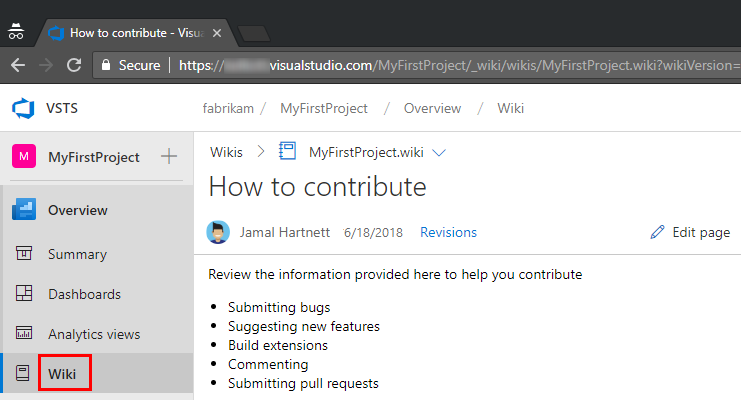 How to contribute - Visua
Secure https://visualstudio.com/MyFirstProject/_wiki/wikis/MyFirstProject.wiki?wikiVersion=
VSTS
fabrikam / MyFirstProject / Overview / Wiki
M MyFirstProject
Wikis > MyFirstProject.wiki
How to contribute
Overview
Jamal Hartnett 6/18/2018 Revisions Edit page
Summary
Review the information provided here to help you contribute
Dashboards
• Submitting bugs
• Suggesting new features
Analytics views
• Build extensions
• Commenting
Wiki
• Submitting pull requests